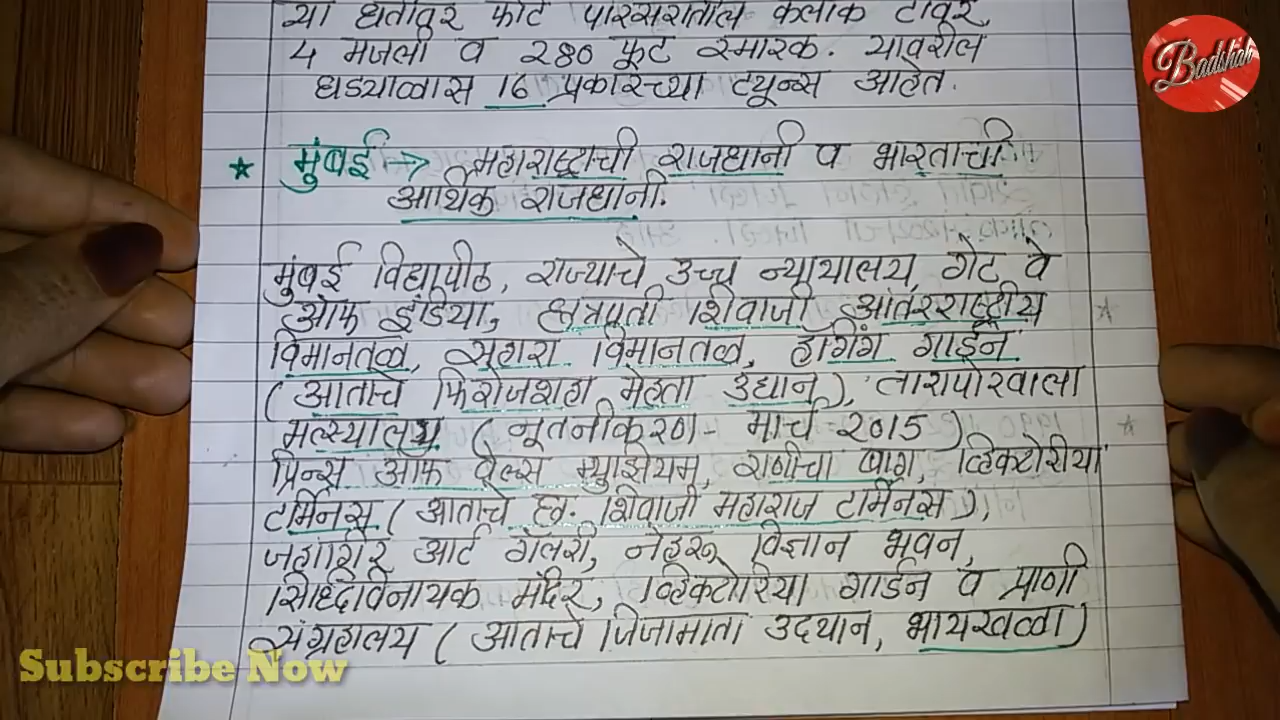 च्या धर्तीवर फोर्ट परिसरातील क्लॉक टॉवर,
4 मजली व 280 फूट स्मारक. यावरील
घड्याळास 16 प्रकारच्या ट्यून्स आहेत.
Badshah
★ मुंबई → महाराष्ट्राची राजधानी व भारताची
आर्थिक राजधानी.
मुंबई विद्यापीठ, राज्याचे उच्च न्यायालय, गेट वे
ऑफ इंडिया, छत्रपती शिवाजी आंतरराष्ट्रीय
विमानतळ, सहारा विमानतळ, हँगिंग गार्डन
(आताचे फिरोजशहा मेहता उद्यान), तारापोरवाला
मत्स्यालय (नूतनीकरण - मार्च 2015)
प्रिन्स ऑफ वेल्स म्युझियम, राणीचा बाग, व्हिक्टोरिया
टर्मिनस (आताचे छ. शिवाजी महाराज टर्मिनस),
जहांगिर आर्ट गॅलरी, नेहरू विज्ञान भवन,
सिध्दिविनायक मंदिर, व्हिक्टोरिया गार्डन व प्राणी
संग्रहालय (आताचे जिजामाता उदयान, भायखळा)
Subscribe Now